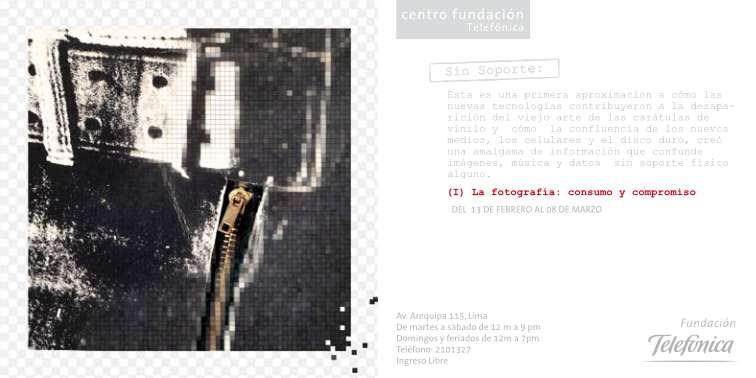 centro fundación
Telefónica
Sin Soporte:
Esta es una primera aproximación a cómo las
nuevas tecnologías contribuyeron a la desapa-
rición del viejo arte de las carátulas de
vinilo y cómo la confluencia de los nuevos
medios, los celulares y el disco duro, creó
una amalgama de información que confunde
imágenes, música y datos sin soporte físico
alguno.
(I) La fotografía: consumo y compromiso
DEL 13 DE FEBRERO AL 08 DE MARZO
Av. Arequipa 115, Lima
De martes a sábado de 12 m a 9 pm
Domingos y feriados de 12m a 7pm
Teléfono: 2101327
Ingreso Libre
Fundación
Telefónica